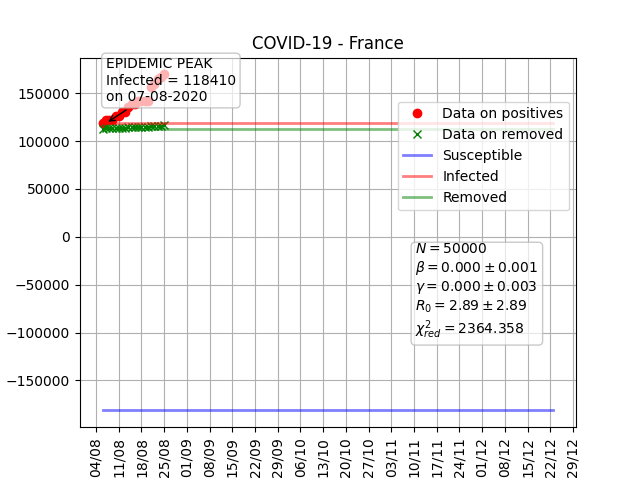 COVID-19 - France
EPIDEMIC PEAK
Infected = 118410
on 07-08-2020
150000
100000
50000
0
−50000
−100000
−150000
Data on positives
Data on removed
Susceptible
Infected
Removed
N = 50000
β = 0.000 ± 0.001
γ = 0.000 ± 0.003
R₀ = 2.89 ± 2.89
χ²red = 2364.358
04/08
11/08
18/08
25/08
01/09
08/09
15/09
22/09
29/09
06/10
13/10
20/10
27/10
03/11
10/11
17/11
24/11
01/12
08/12
15/12
22/12
29/12